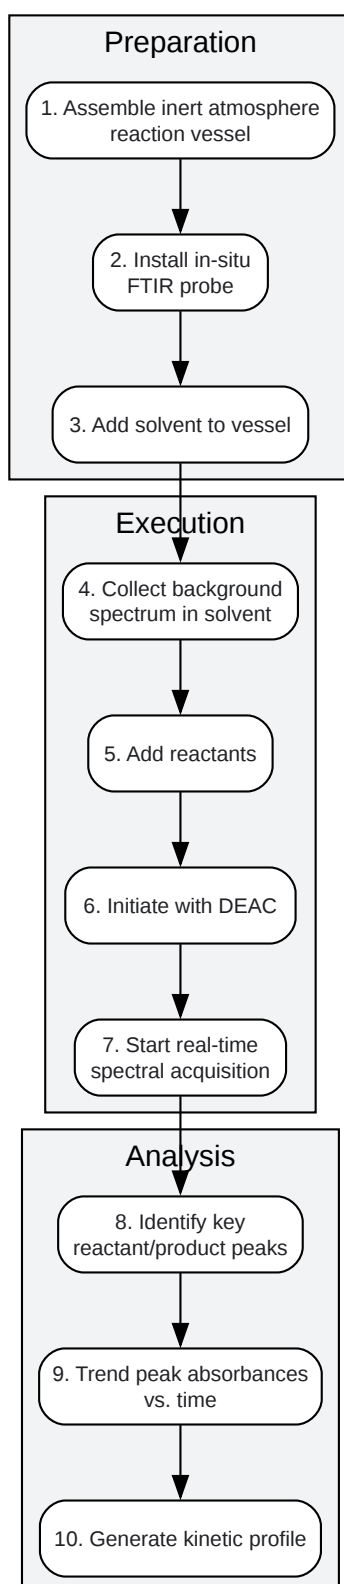 Preparation
1. Assemble inert atmosphere
reaction vessel
2. Install in-situ
FTIR probe
3. Add solvent to vessel
Execution
4. Collect background
spectrum in solvent
5. Add reactants
6. Initiate with DEAC
7. Start real-time
spectral acquisition
Analysis
8. Identify key
reactant/product peaks
9. Trend peak absorbances
vs. time
10. Generate kinetic profile